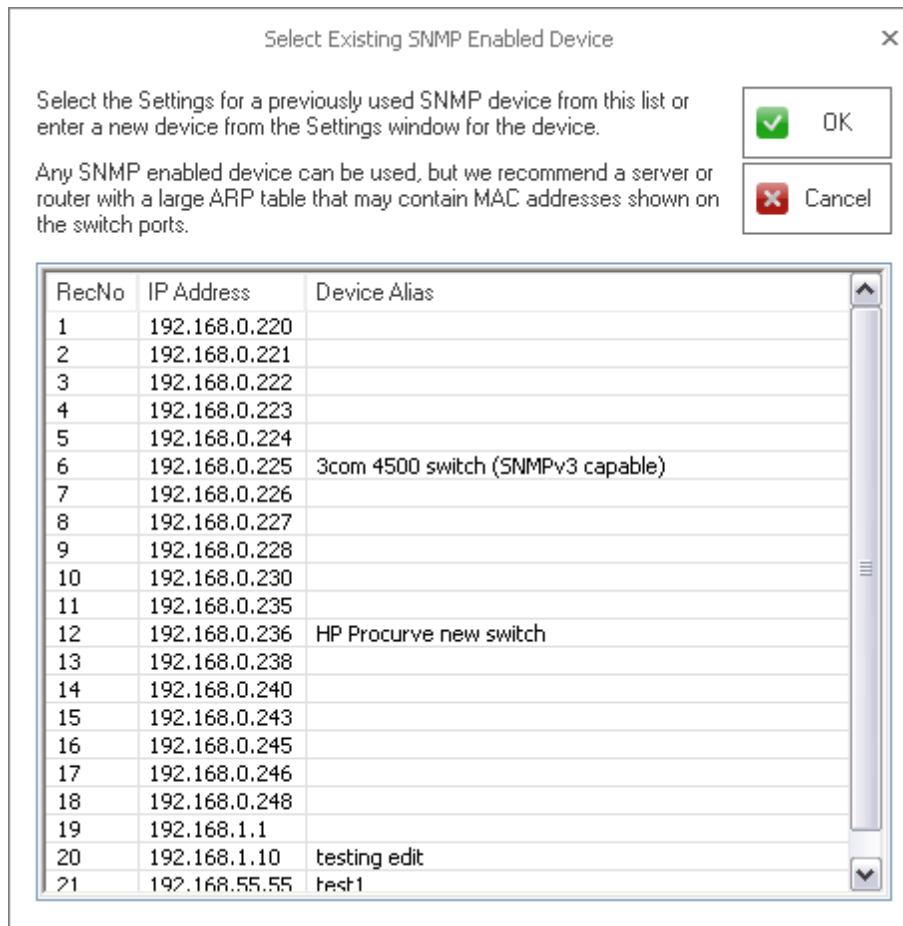 Select Existing SNMP Enabled Device
Select the Settings for a previously used SNMP device from this list or
enter a new device from the Settings window for the device.
OK
Any SNMP enabled device can be used, but we recommend a server or
router with a large ARP table that may contain MAC addresses shown on
the switch ports.
Cancel
RecNo IP Address Device Alias
1 192.168.0.220
2 192.168.0.221
3 192.168.0.222
4 192.168.0.223
5 192.168.0.224
6 192.168.0.225 3com 4500 switch (SNMPv3 capable)
7 192.168.0.226
8 192.168.0.227
9 192.168.0.228
10 192.168.0.230
11 192.168.0.235
12 192.168.0.236 HP Procurve new switch
13 192.168.0.238
14 192.168.0.240
15 192.168.0.243
16 192.168.0.245
17 192.168.0.246
18 192.168.0.248
19 192.168.1.1
20 192.168.1.10 testing edit
21 192.168.55.55 test1